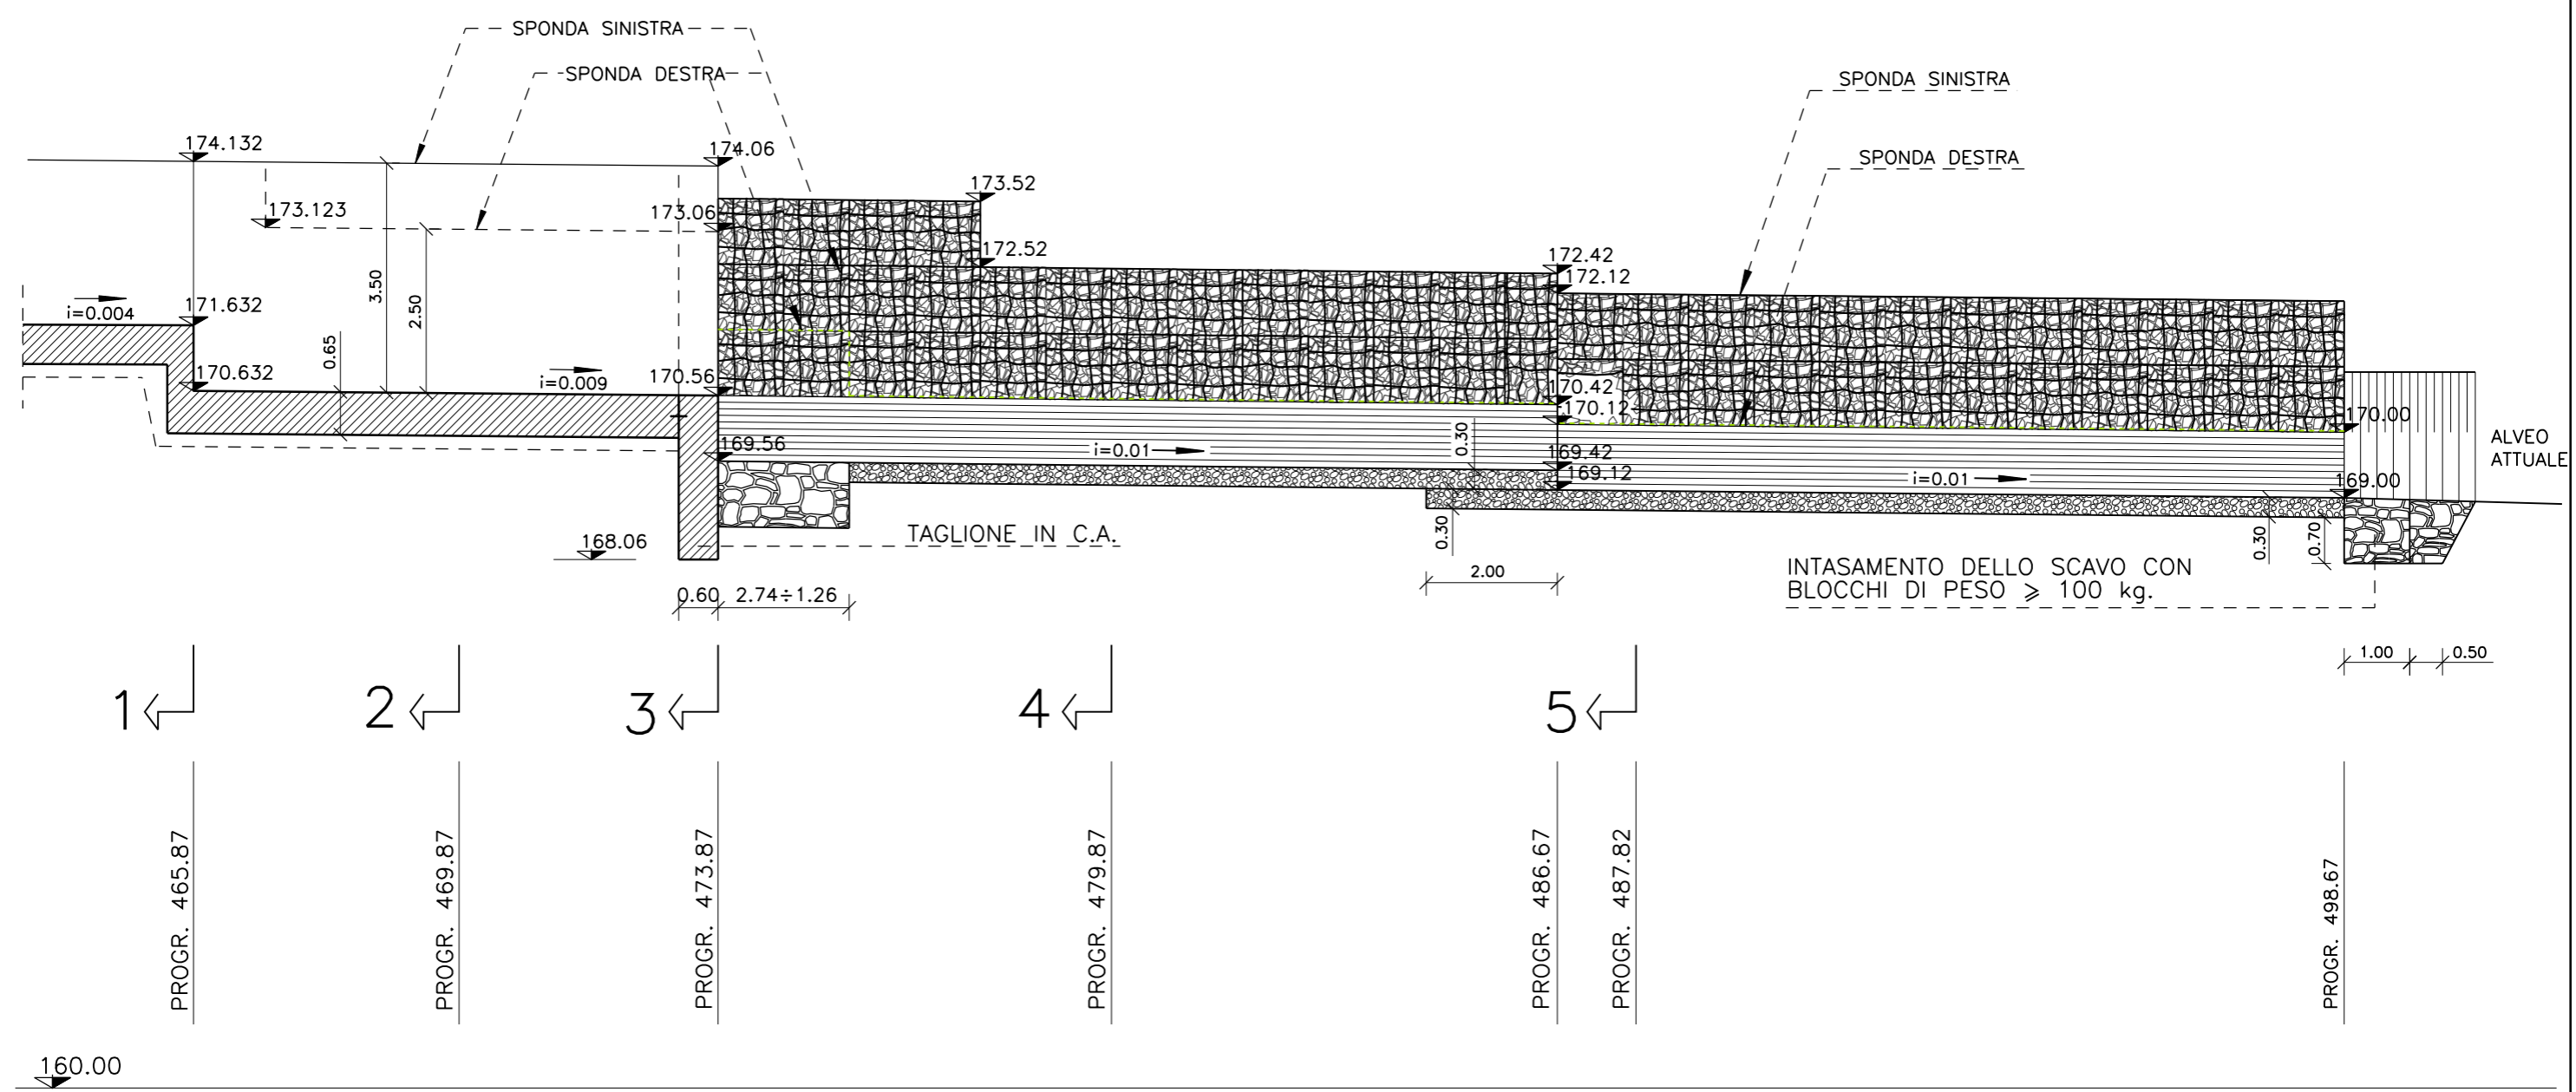 SPONDA SINISTRA
SPONDA DESTRA
SPONDA SINISTRA
SPONDA DESTRA
174.132
174.06
173.52
173.123
173.06
172.52
172.42
172.12
3.50
2.50
i=0.004
171.632
0.65
170.632
i=0.009
170.56
170.42
170.12
170.00
169.56
i=0.01
0.30
169.42
169.12
i=0.01
169.00
ALVEO
ATTUALE
168.06
TAGLIONE IN C.A.
0.30
0.30
0.70
2.00
INTASAMENTO DELLO SCAVO CON
BLOCCHI DI PESO ⩾ 100 kg.
0.60
2.74÷1.26
1.00
0.50
1
2
3
4
5
PROGR. 465.87
PROGR. 469.87
PROGR. 473.87
PROGR. 479.87
PROGR. 486.67
PROGR. 487.82
PROGR. 498.67
160.00